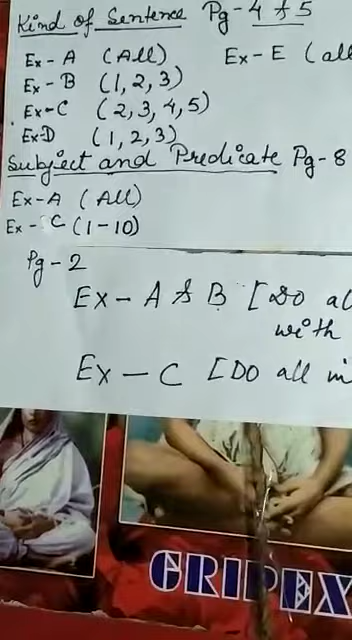 Kind of Sentence Pg-4 & 5
Ex-A (All) Ex-E (all
Ex-B (1,2,3)
Ex-C (2,3,4,5)
Ex-D (1,2,3)
Subject and Predicate Pg-8
Ex-A (All)
Ex-C (1-10)
Pg-2
Ex-A & B [Do al
with
Ex-C [Do all in
GRIPEX